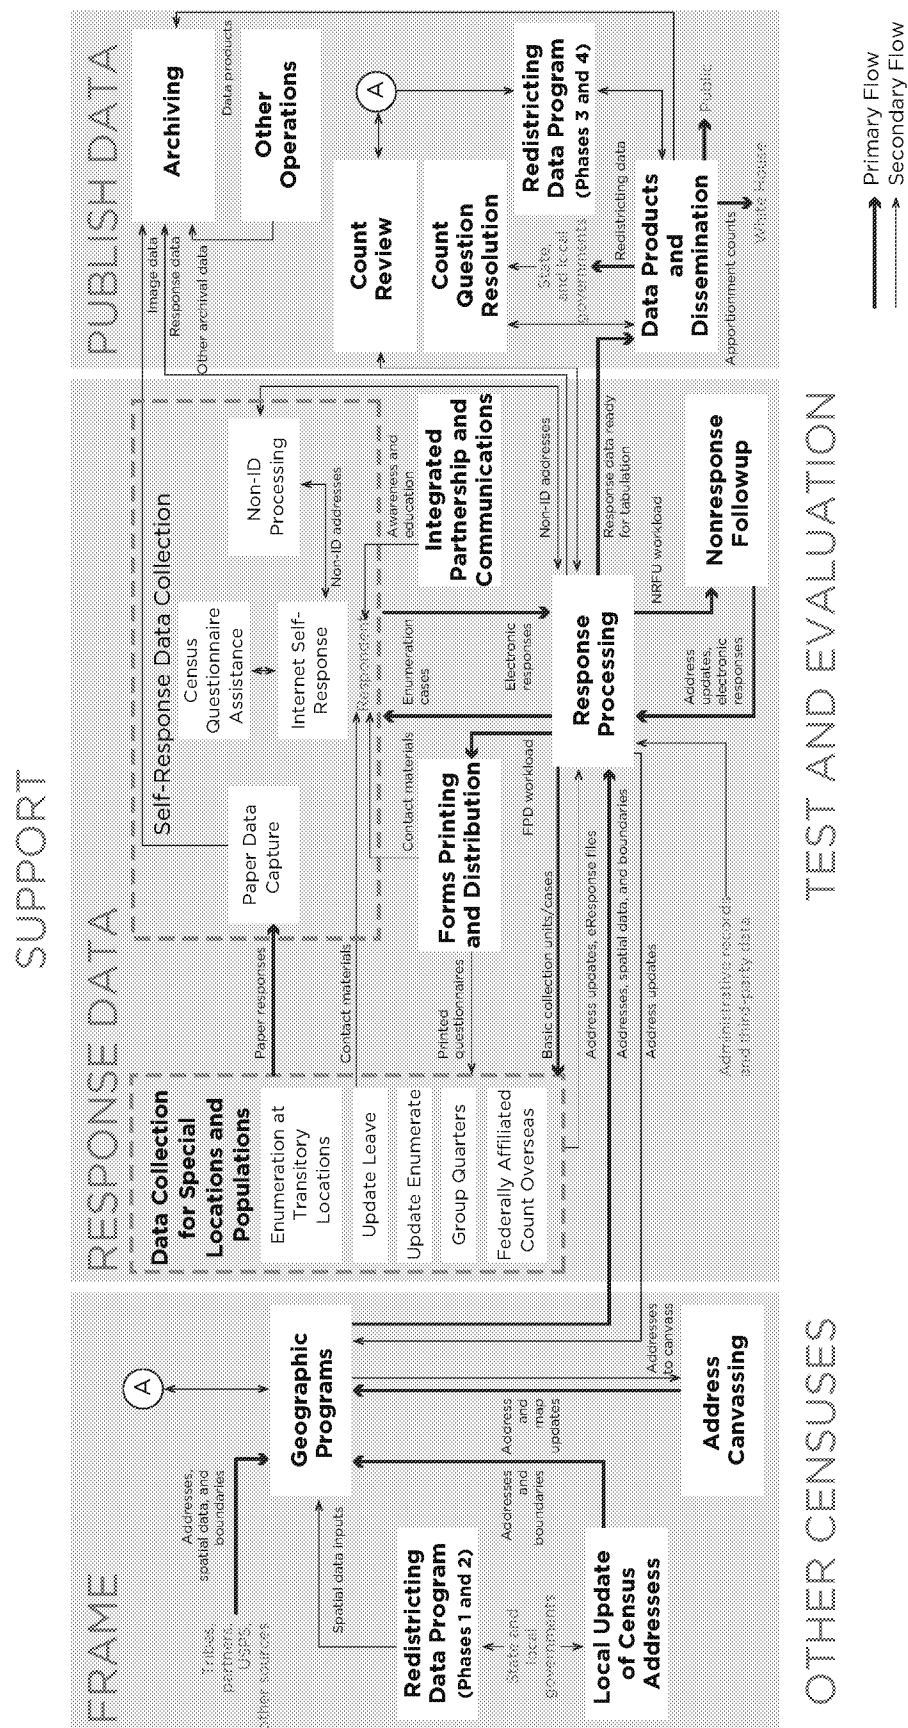 SUPPORT
FRAME
Tribes,
partners,
USPS,
other sources
Addresses,
spatial data, and
boundaries
A
Geographic
Programs
Spatial data inputs
Redistricting
Data Program
(Phases 1 and 2)
State and
local
governments
Local Update
of Census
Addresses
Addresses
and
boundaries
Address
and
map
updates
Addresses
to canvass
Address
Canvassing
RESPONSE DATA
Data Collection
for Special
Locations and
Populations
Enumeration at
Transitory
Locations
Update Leave
Update Enumerate
Group Quarters
Federally Affiliated
Count Overseas
Paper responses
Contact materials
Printed
questionnaires
Basic collection units/cases
Address updates, eResponse files
Addresses, spatial data, and boundaries
Address updates
Administrative records
and third-party data
Self-Response Data Collection
Paper Data
Capture
Census
Questionnaire
Assistance
Internet Self-
Response
Non-ID
Processing
Non-ID addresses
Respondent
Contact materials
Enumeration
cases
Awareness and
education
Forms Printing
and Distribution
FPD workload
Electronic
responses
Integrated
Partnership and
Communications
Non-ID addresses
Response
Processing
Response data ready
for tabulation
NRFU workload
Address
updates,
electronic
responses
Nonresponse
Followup
PUBLISH DATA
Image data
Response data
Other archival data
Archiving
Data products
Other
Operations
Count
Review
A
Count
Question
Resolution
Redistricting
Data Program
(Phases 3 and 4)
State,
and local
governments
Redistricting data
Data Products
and
Dissemination
Public
Apportionment counts
White House
OTHER CENSUSES
TEST AND EVALUATION
Primary Flow
Secondary Flow